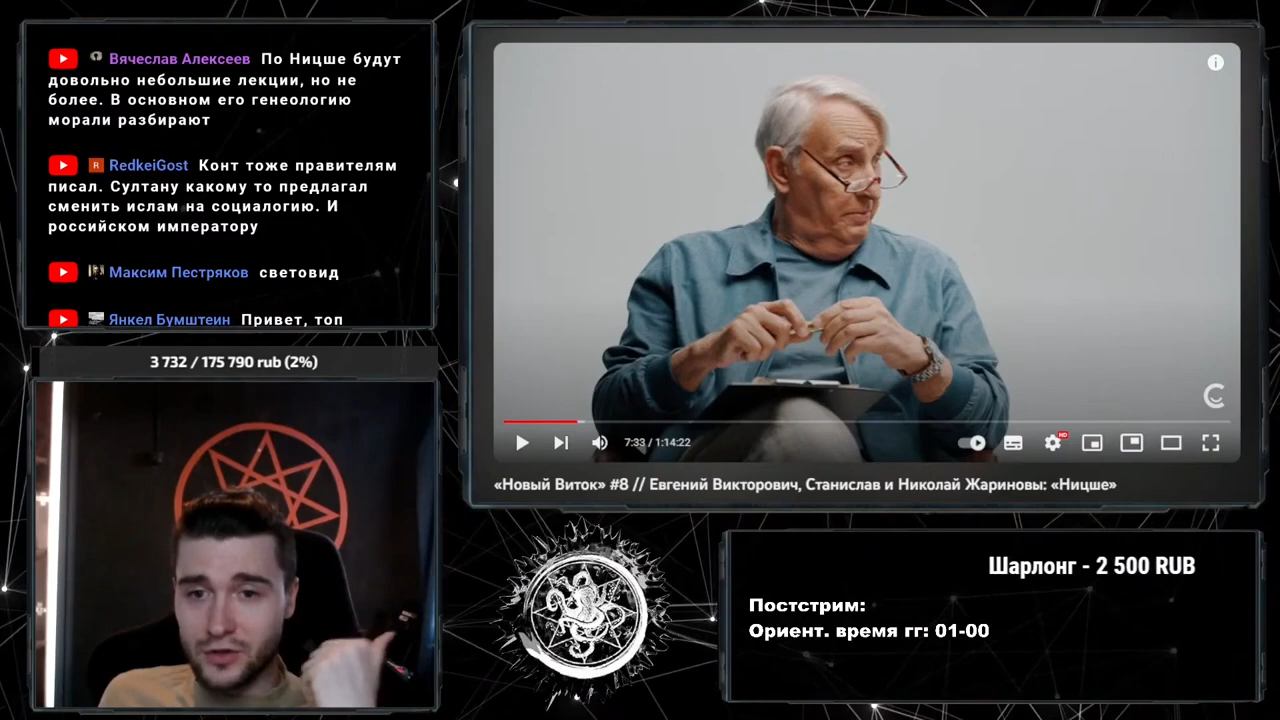 Вячеслав Алексеев По Ницше будут
довольно небольшие лекции, но не
более. В основном его генеологию
морали разбирают
R RedkeiGost Конт тоже правителям
писал. Султану какому то предлагал
сменить ислам на социалогию. И
российском императору
Максим Пестряков световид
Янкел Бумштеин Привет, топ
3 732 / 175 790 rub (2%)
7:33 / 1:14:22
HD
«Новый Виток» #8 // Евгений Викторович, Станислав и Николай Жариновы: «Ницше»
Шарлонг - 2 500 RUB
Постстрим:
Ориент. время гг: 01-00